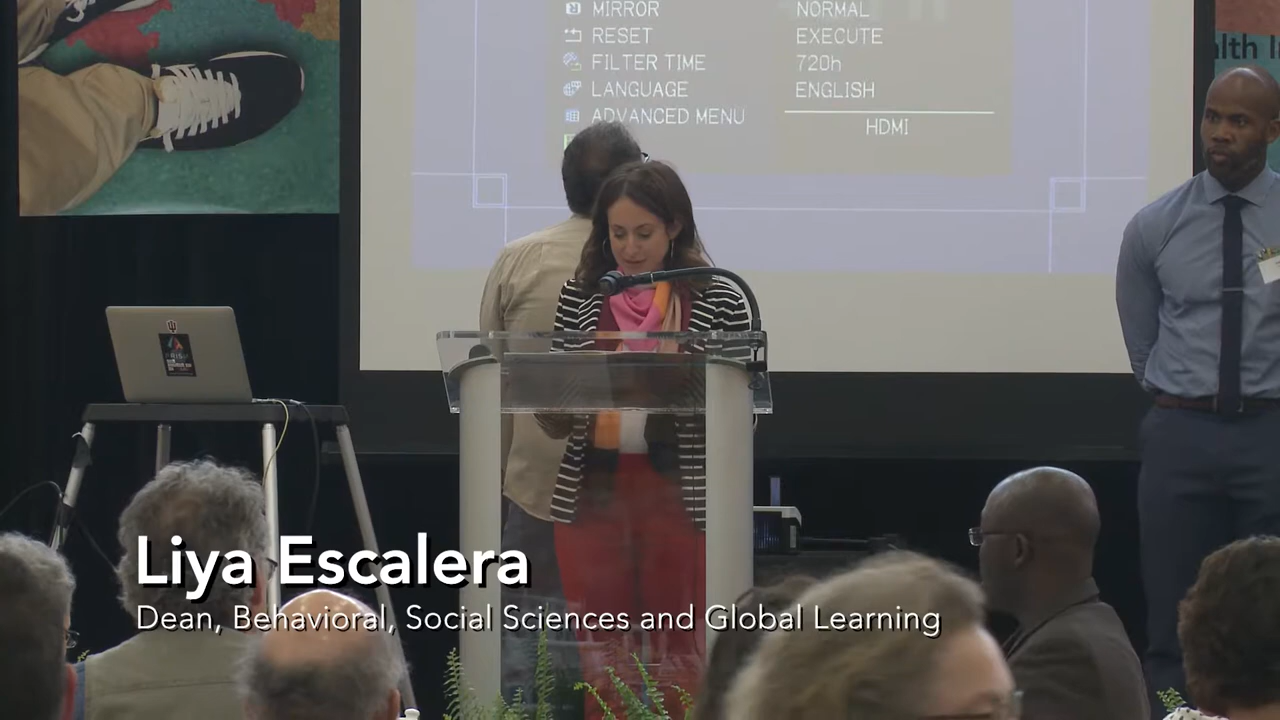 MIRROR NORMAL
RESET EXECUTE
FILTER TIME 720h
LANGUAGE ENGLISH
ADVANCED MENU
HDMI
Liya Escalera
Dean, Behavioral, Social Sciences and Global Learning